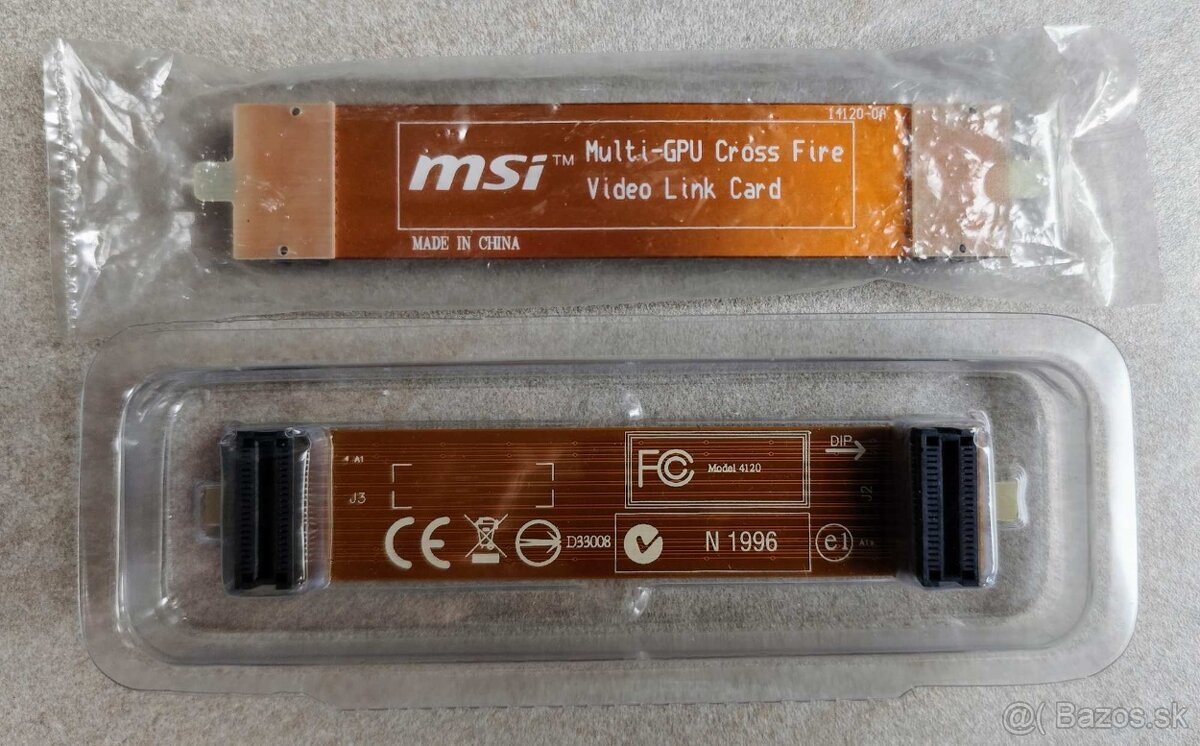 14120-0A
msi™ Multi-GPU Cross Fire
Video Link Card
MADE IN CHINA
A1
J3
FC Model 4120
DIP
J2
CE
D33008
N 1996
e1
@( Bazos.sk